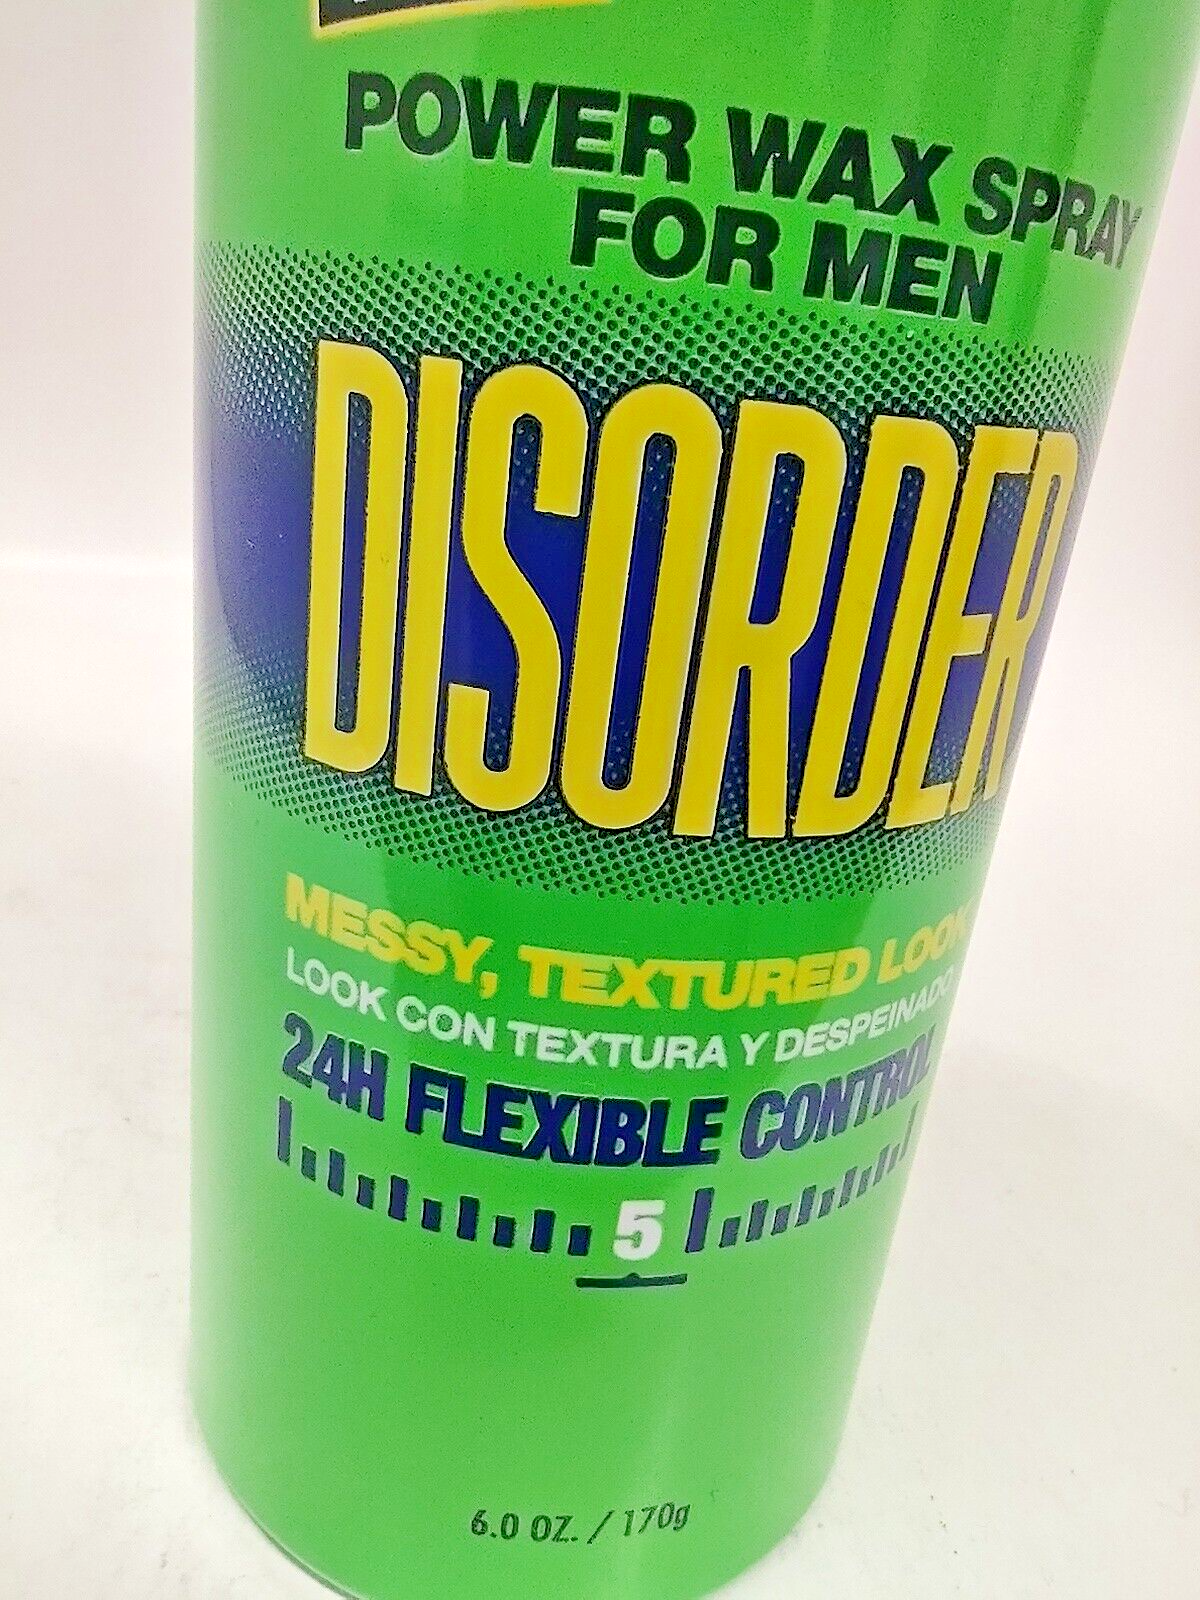 POWER WAX SPRAY
FOR MEN
DISORDER
MESSY, TEXTURED LOOK
LOOK CON TEXTURA Y DESPEINADO
24H FLEXIBLE CONTROL
5
6.0 OZ. / 170g